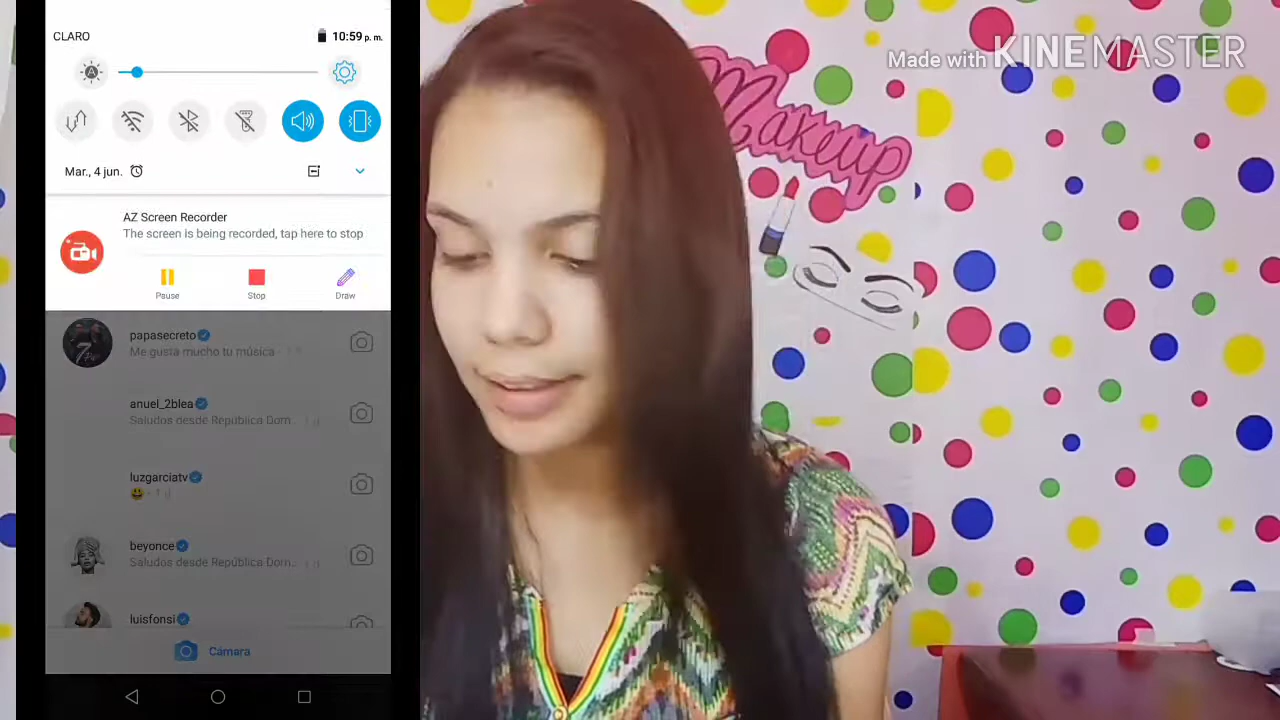 CLARO
10:59 p. m.
Mar., 4 jun.
AZ Screen Recorder
The screen is being recorded, tap here to stop
Pause
Stop
Draw
papasecreto
Me gusta mucho tu música
anuel_2blea
Saludos desde República Dom...
luzgarciatv
beyonce
Saludos desde República Dom...
luisfonsi
Cámara
Made with KINEMASTER
Makeup